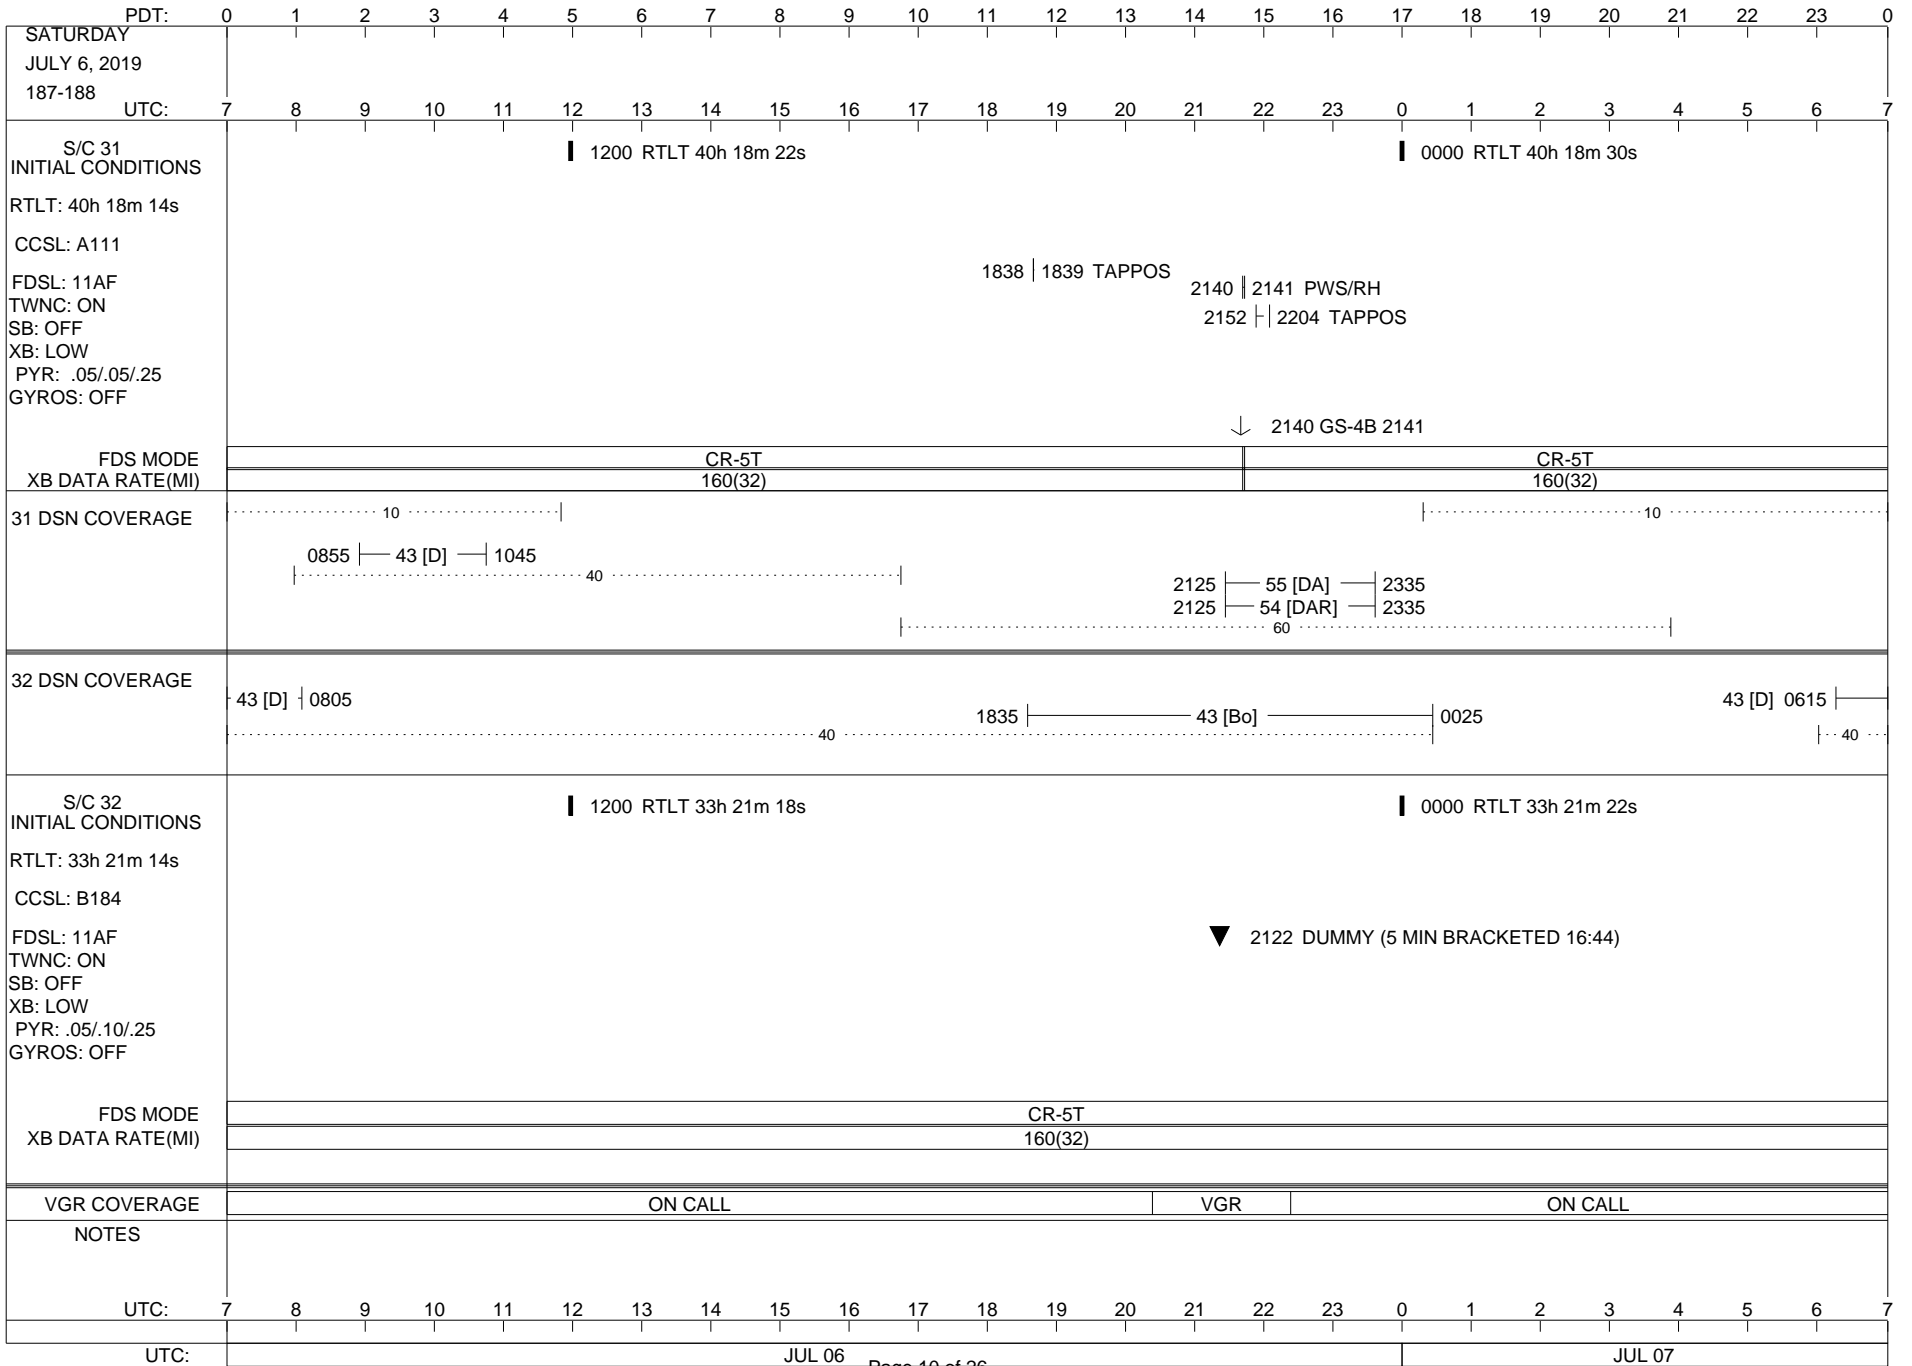 PDT: 0 1 2 3 4 5 6 7 8 9 10 11 12 13 14 15 16 17 18 19 20 21 22 23 0
SATURDAY
JULY 6, 2019
187-188
UTC: 7 8 9 10 11 12 13 14 15 16 17 18 19 20 21 22 23 0 1 2 3 4 5 6 7
S/C 31
INITIAL CONDITIONS
1200 RTLT 40h 18m 22s
0000 RTLT 40h 18m 30s
RTLT: 40h 18m 14s
CCSL: A111
FDSL: 11AF
TWNC: ON
SB: OFF
XB: LOW
PYR: .05/.05/.25
GYROS: OFF
1838 1839 TAPPOS
2140 2141 PWS/RH
2152 2204 TAPPOS
2140 GS-4B 2141
FDS MODE CR-5T CR-5T
XB DATA RATE(MI) 160(32) 160(32)
31 DSN COVERAGE
10 10
0855 43 [D] 1045
40
2125 55 [DA] 2335
2125 54 [DAR] 2335
60
32 DSN COVERAGE
43 [D] 0805
43 [D] 0615
1835 43 [Bo] 0025
40 40
S/C 32
INITIAL CONDITIONS
1200 RTLT 33h 21m 18s
0000 RTLT 33h 21m 22s
RTLT: 33h 21m 14s
CCSL: B184
FDSL: 11AF
TWNC: ON
SB: OFF
XB: LOW
PYR: .05/.10/.25
GYROS: OFF
2122 DUMMY (5 MIN BRACKETED 16:44)
FDS MODE CR-5T
XB DATA RATE(MI) 160(32)
VGR COVERAGE ON CALL VGR ON CALL
NOTES
UTC: 7 8 9 10 11 12 13 14 15 16 17 18 19 20 21 22 23 0 1 2 3 4 5 6 7
UTC: JUL 06 JUL 07
Page 10 of 26